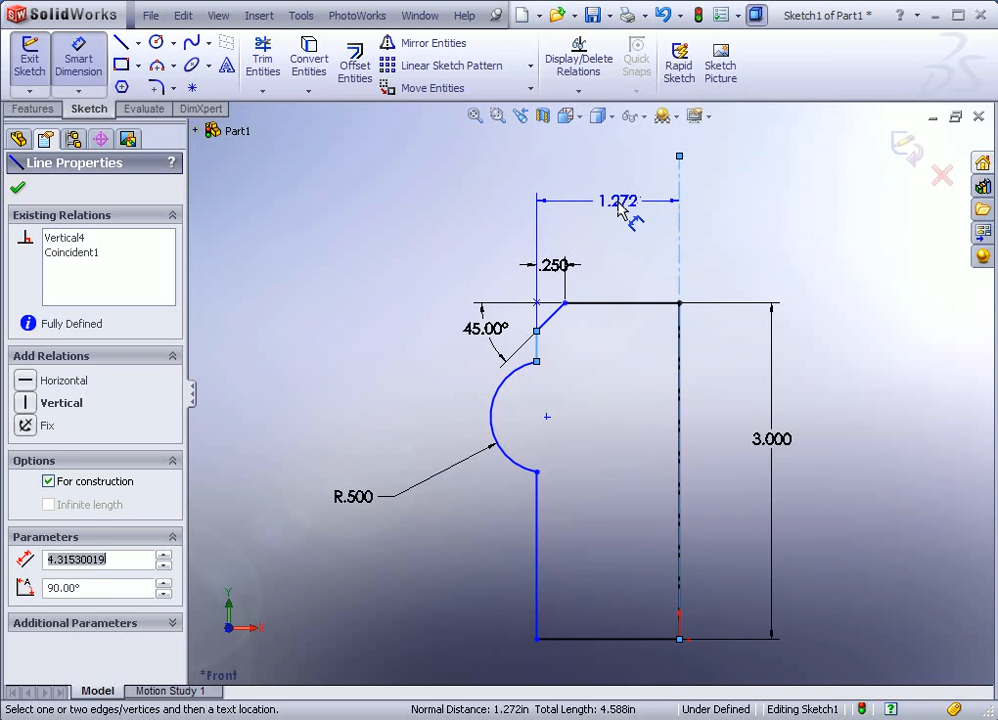 SolidWorks
File Edit View Insert Tools PhotoWorks Window Help
Sketch1 of Part1 *
Exit Sketch
Smart Dimension
Trim Entities
Convert Entities
Offset Entities
Mirror Entities
Linear Sketch Pattern
Move Entities
Display/Delete Relations
Quick Snaps
Rapid Sketch
Sketch Picture
Features Sketch Evaluate DimXpert
Part1
Line Properties ?
Existing Relations
Vertical4
Coincident1
Fully Defined
Add Relations
Horizontal
Vertical
Fix
Options
For construction
Infinite length
Parameters
4.31530019
90.00°
Additional Parameters
1.272
.250
45.00°
3.000
R.500
Y
X
*Front
Model Motion Study 1
Select one or two edges/vertices and then a text location.
Normal Distance: 1.272in Total Length: 4.588in
Under Defined
Editing Sketch1